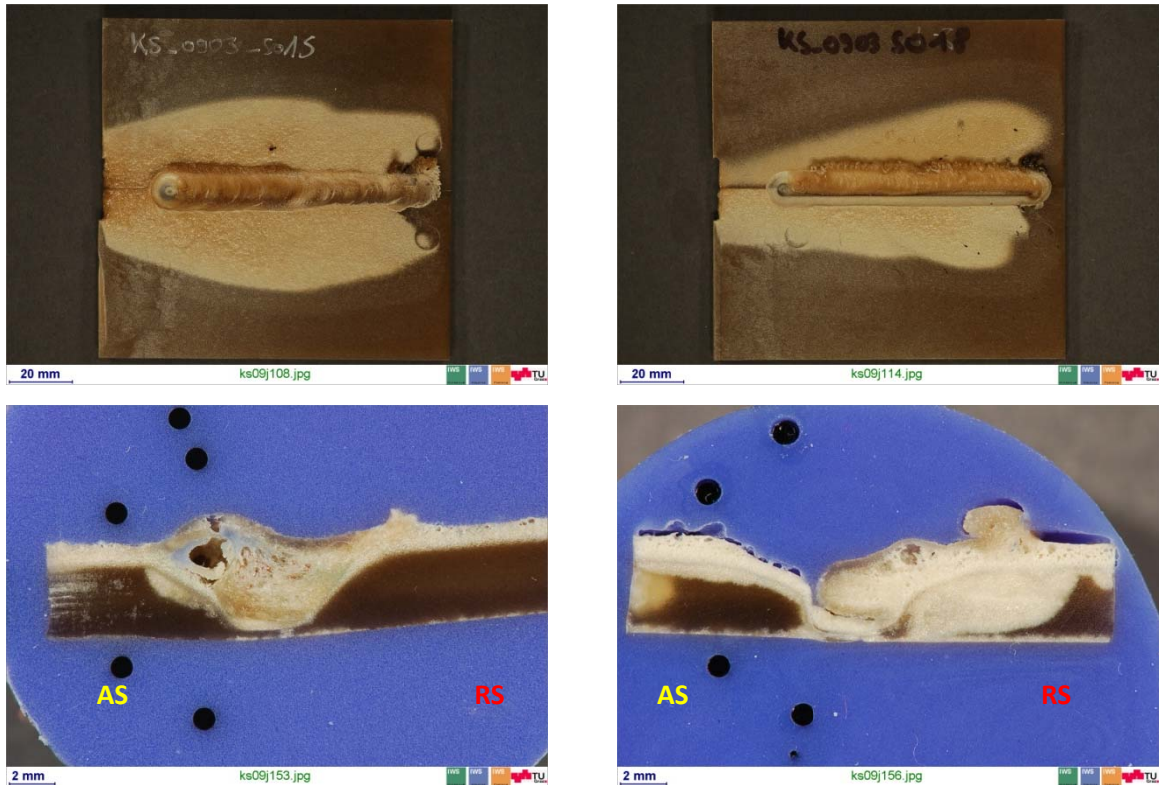 KS_0903_S015
20 mm
ks09j108.jpg
IWS
IWS
IWS
TU
KS_0903 S018
20 mm
ks09j114.jpg
IWS
IWS
IWS
TU
AS
RS
2 mm
ks09j153.jpg
IWS
IWS
IWS
TU
AS
RS
2 mm
ks09j156.jpg
IWS
IWS
IWS
TU